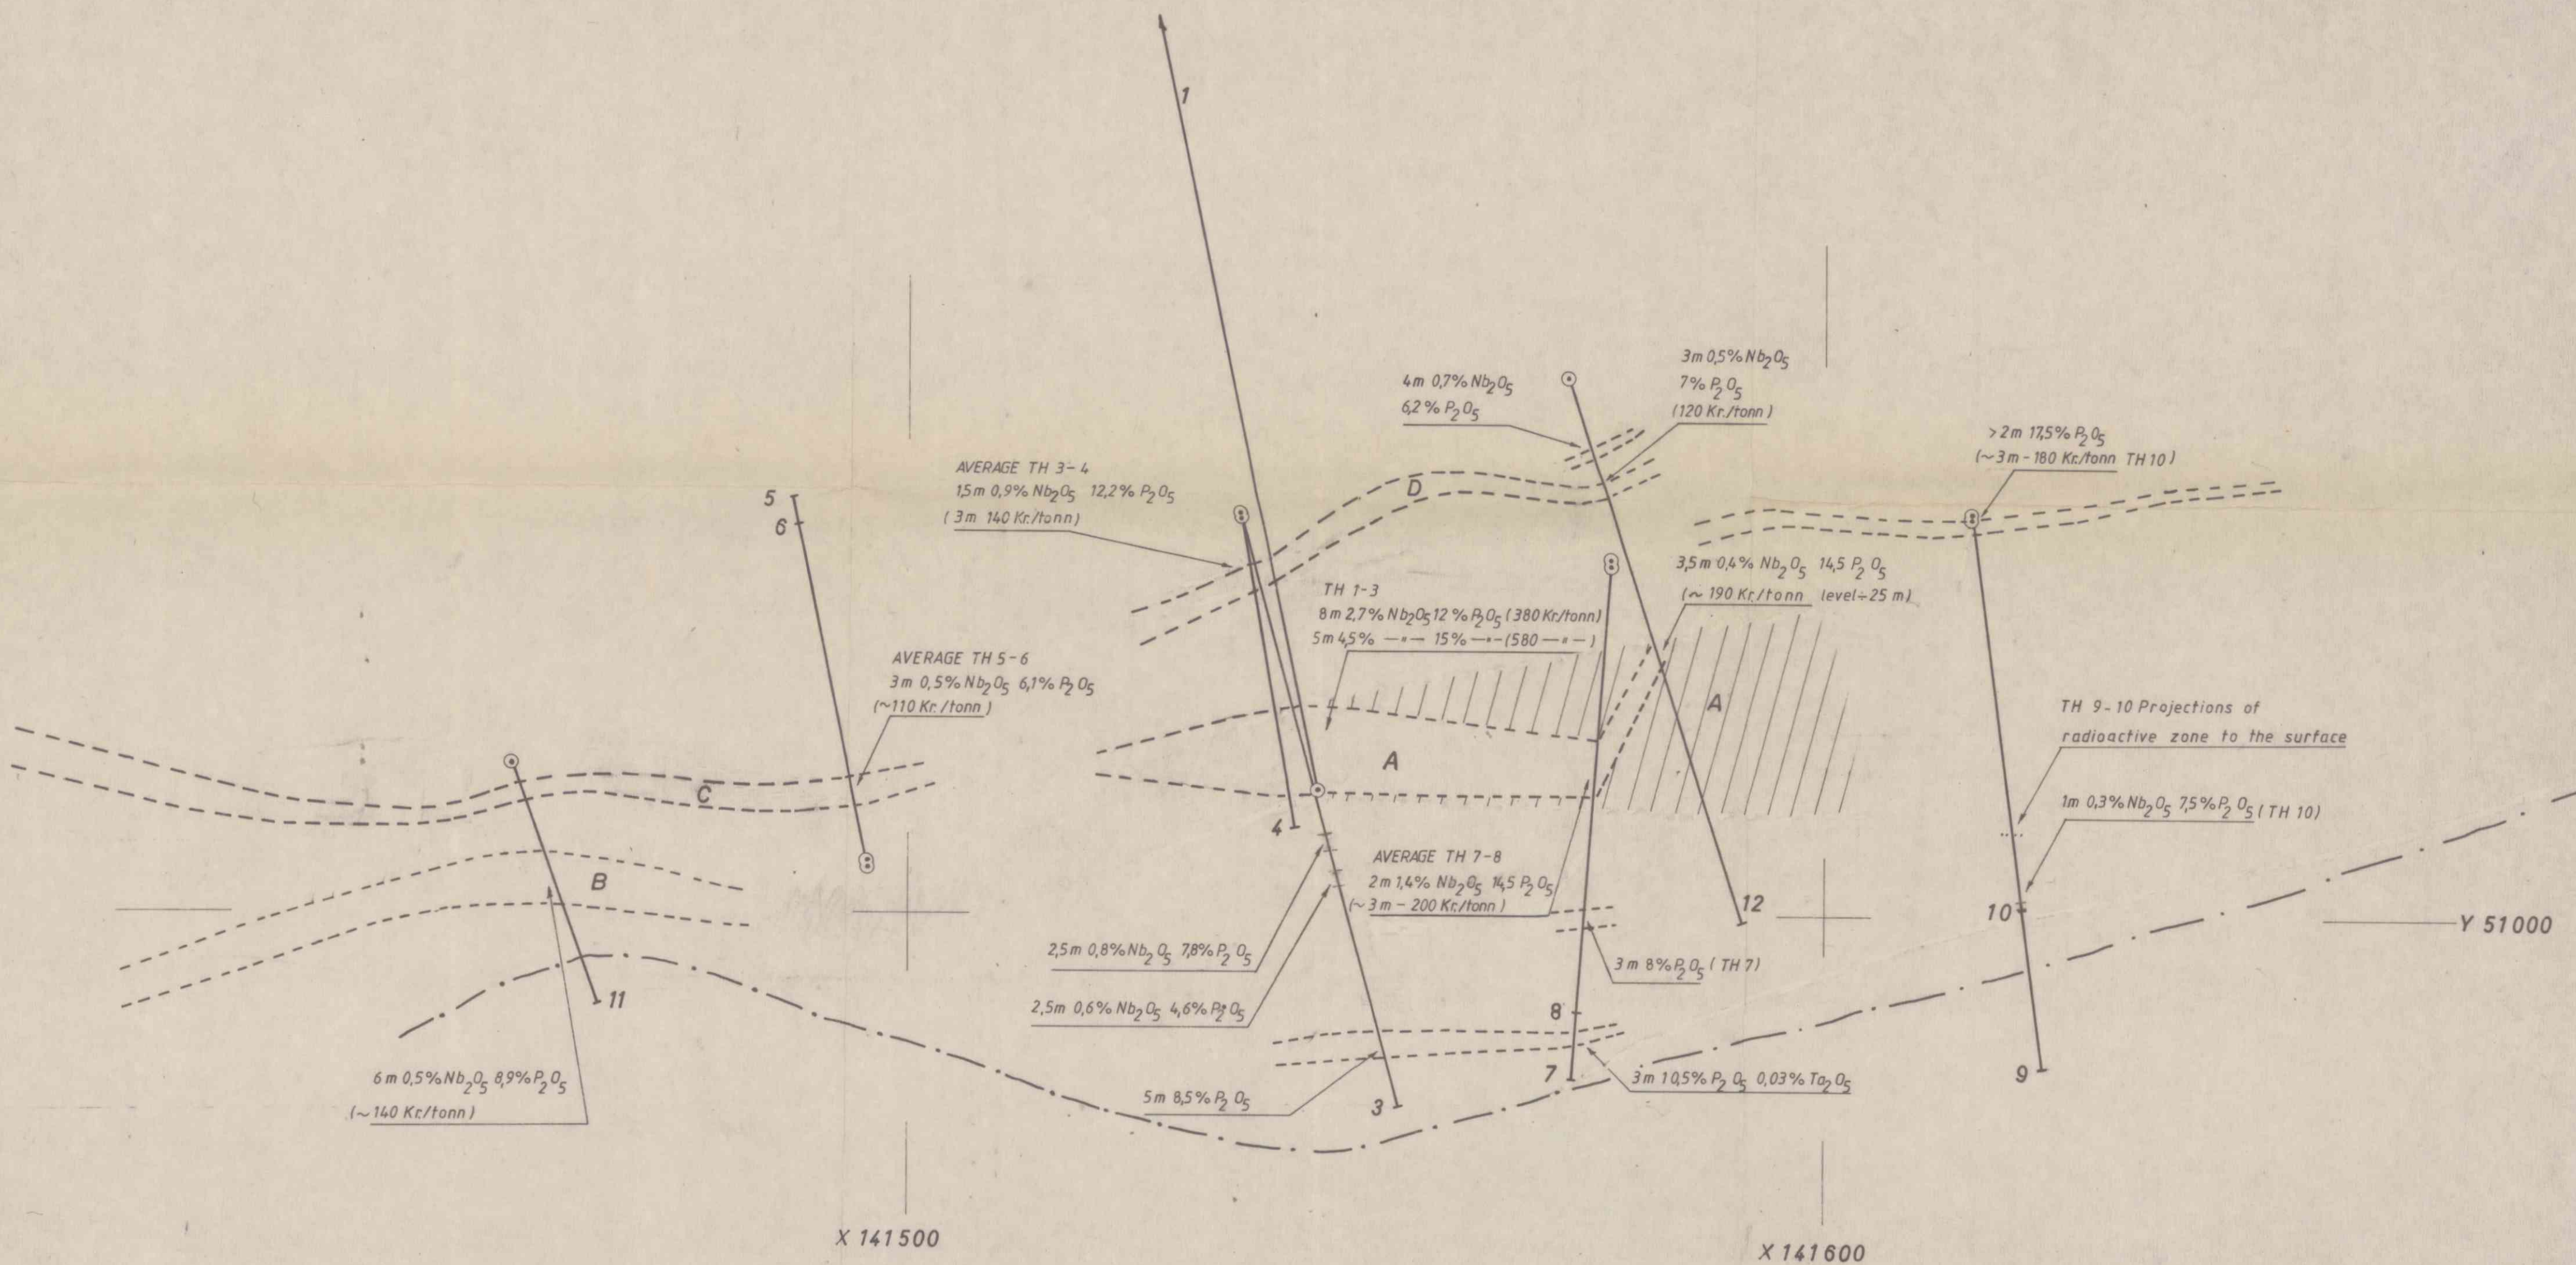 1
3m 0,5% Nb2O5
7% P2O5
(120 Kr./tonn)
4m 0,7% Nb2O5
6,2% P2O5
>2m 17,5% P2O5
(~3m - 180 Kr./tonn TH 10)
AVERAGE TH 3-4
1,5m 0,9% Nb2O5 12,2% P2O5
(3m 140 Kr./tonn)
D
5
6
3,5m 0,4% Nb2O5 14,5 P2O5
(~ 190 Kr./tonn level÷25 m)
TH 1-3
8m 2,7% Nb2O5 12% P2O5 (380 Kr/tonn)
5m 4,5% —"— 15% —"— (580 —"—)
AVERAGE TH 5-6
3m 0,5% Nb2O5 6,1% P2O5
(~110 Kr./tonn)
A
TH 9-10 Projections of
radioactive zone to the surface
A
C
1m 0,3% Nb2O5 7,5% P2O5 (TH 10)
4
AVERAGE TH 7-8
2m 1,4% Nb2O5 14,5 P2O5
(~ 3m - 200 Kr./tonn)
B
12
10
Y 51000
2,5m 0,8% Nb2O5 7,8% P2O5
3m 8% P2O5 (TH 7)
11
2,5m 0,6% Nb2O5 4,6% P2O5
8
7
9
6m 0,5% Nb2O5 8,9% P2O5
(~140 Kr./tonn)
3m 10,5% P2O5 0,03% Ta2O5
5m 8,5% P2O5
3
X 141500
X 141600